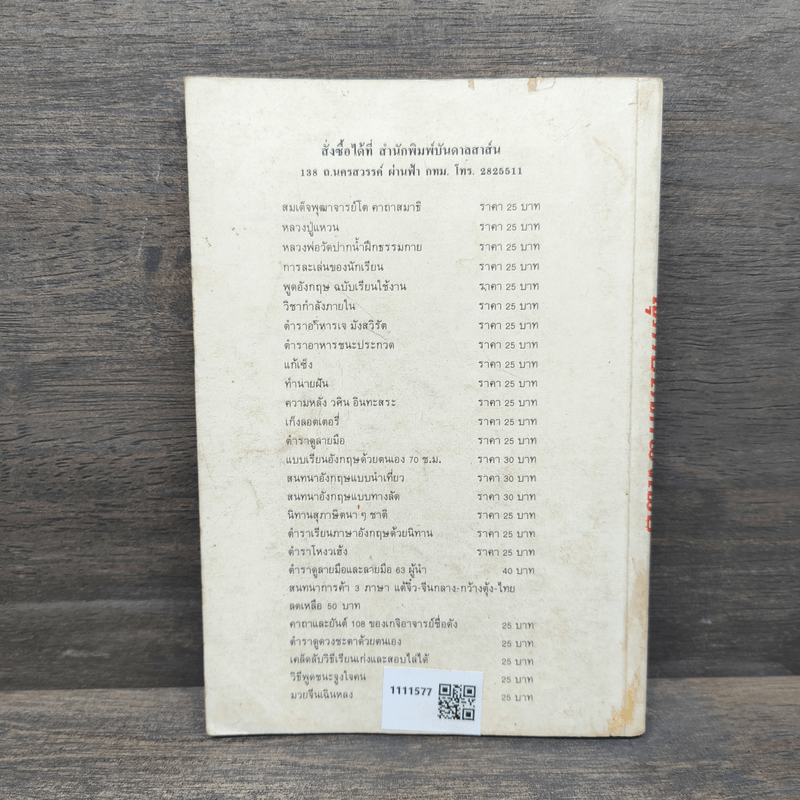 สั่งซื้อได้ที่ สำนักพิมพ์บันดาลสาส์น
138 ถ.นครสวรรค์ ผ่านฟ้า กทม. โทร. 2825511
สมเด็จพุฒาจารย์โต คาถาสมาธิ ราคา 25 บาท
หลวงปู่แหวน ราคา 25 บาท
หลวงพ่อวัดปากน้ำฝึกธรรมกาย ราคา 25 บาท
การละเล่นของนักเรียน ราคา 25 บาท
พูดอังกฤษ ฉบับเรียนใช้งาน ราคา 25 บาท
วิชากำลังภายใน ราคา 25 บาท
ตำราอาหารเจ มังสวิรัต ราคา 25 บาท
ตำราอาหารชนะประกวด ราคา 25 บาท
แก้เซ็ง ราคา 25 บาท
ทำนายฝัน ราคา 25 บาท
ความหลัง วศิน อินทะสระ ราคา 25 บาท
เก็งลอตเตอรี่ ราคา 25 บาท
ตำราดูลายมือ ราคา 25 บาท
แบบเรียนอังกฤษด้วยตนเอง 70 ช.ม. ราคา 30 บาท
สนทนาอังกฤษแบบนำเที่ยว ราคา 30 บาท
สนทนาอังกฤษแบบทางลัด ราคา 30 บาท
นิทานสุภาษิตนา ๆ ชาติ ราคา 25 บาท
ตำราเรียนภาษาอังกฤษด้วยนิทาน ราคา 25 บาท
ตำราโหงวเฮ้ง ราคา 25 บาท
ตำราดูลายมือและลายมือ 63 ผู้นำ 40 บาท
สนทนาการค้า 3 ภาษา แต้จิ๋ว-จีนกลาง-กว้างตุ้ง-ไทย
ลดเหลือ 50 บาท
คาถาและยันต์ 108 ของเกจิอาจารย์ชื่อดัง 25 บาท
ตำราดูดวงชะตาด้วยตนเอง 25 บาท
เคล็ดลับวิธีเรียนเก่งและสอบไล่ได้ 25 บาท
วิธีพูดชนะจูงใจคน 25 บาท
มวยจีนเฉินหลง 25 บาท
1111577